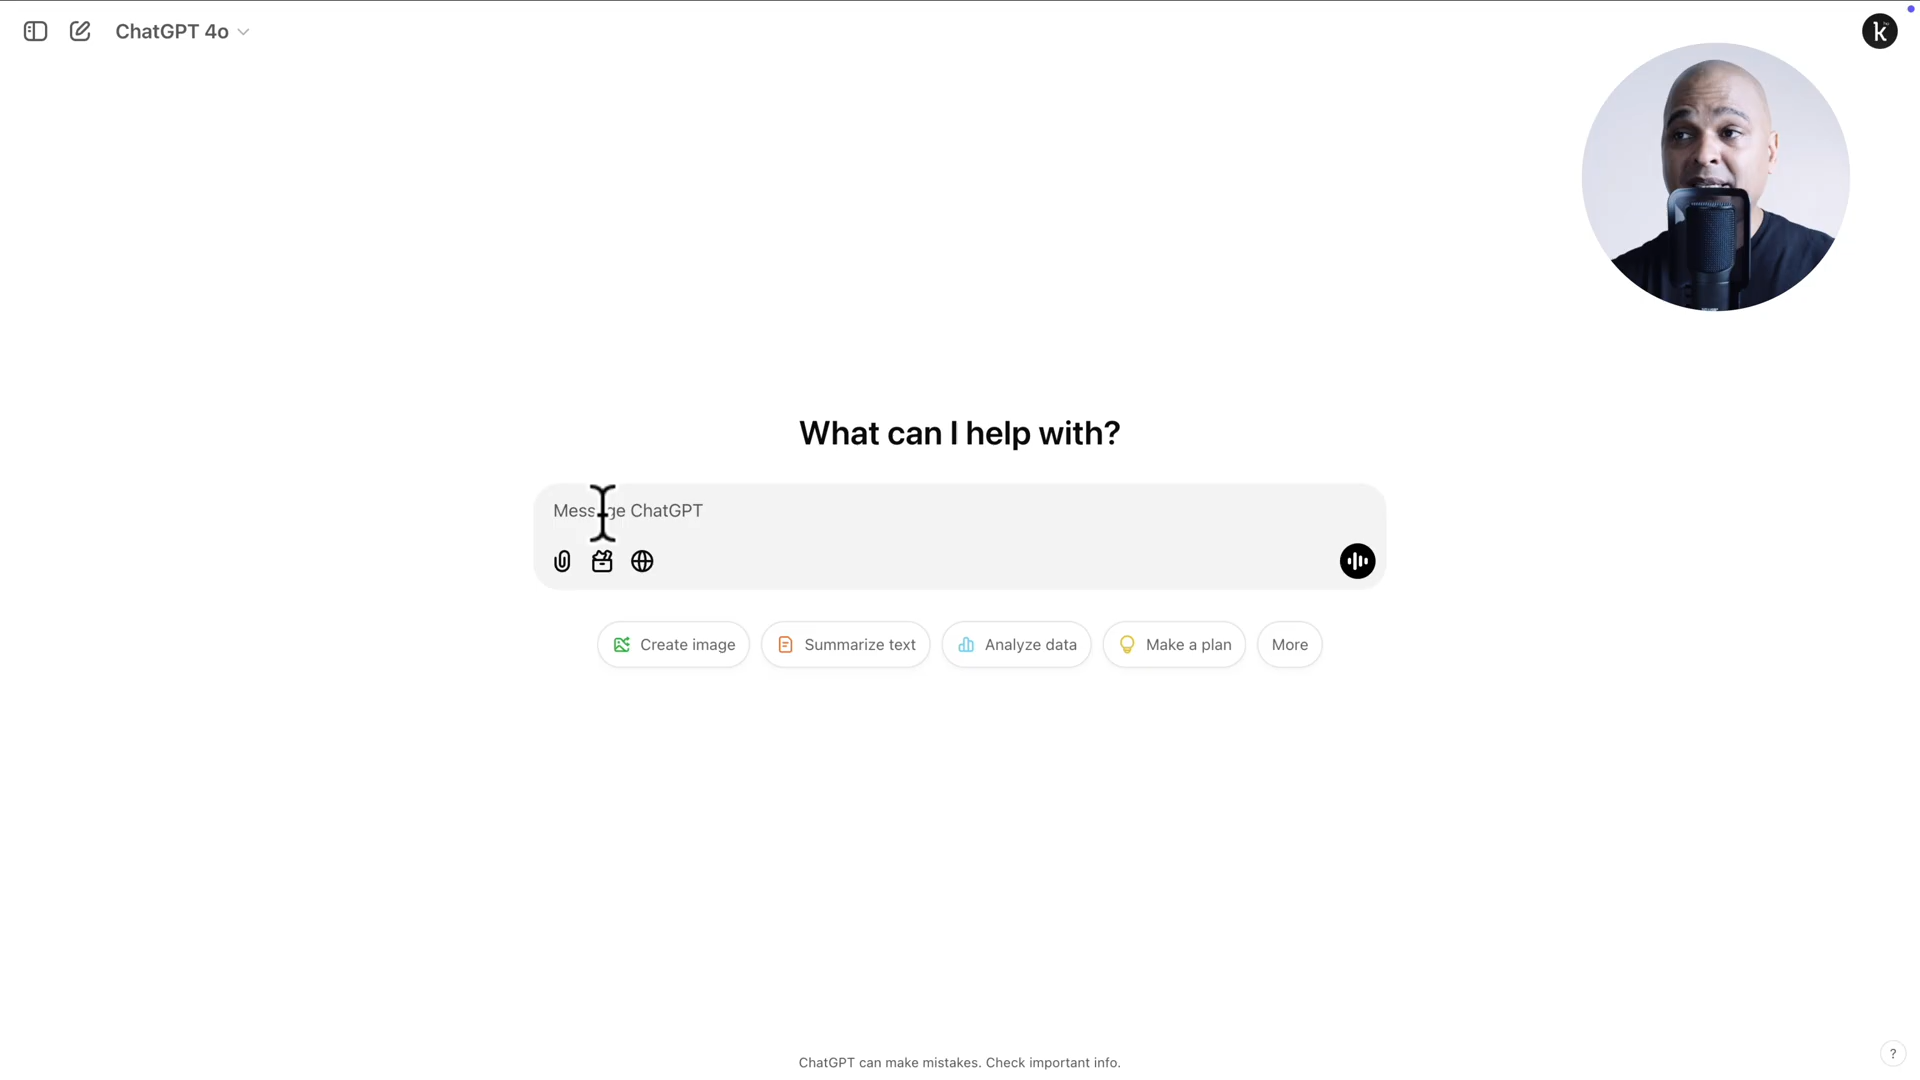 ChatGPT 4o
k
What can I help with?
Message ChatGPT
Create image
Summarize text
Analyze data
Make a plan
More
ChatGPT can make mistakes. Check important info.
?